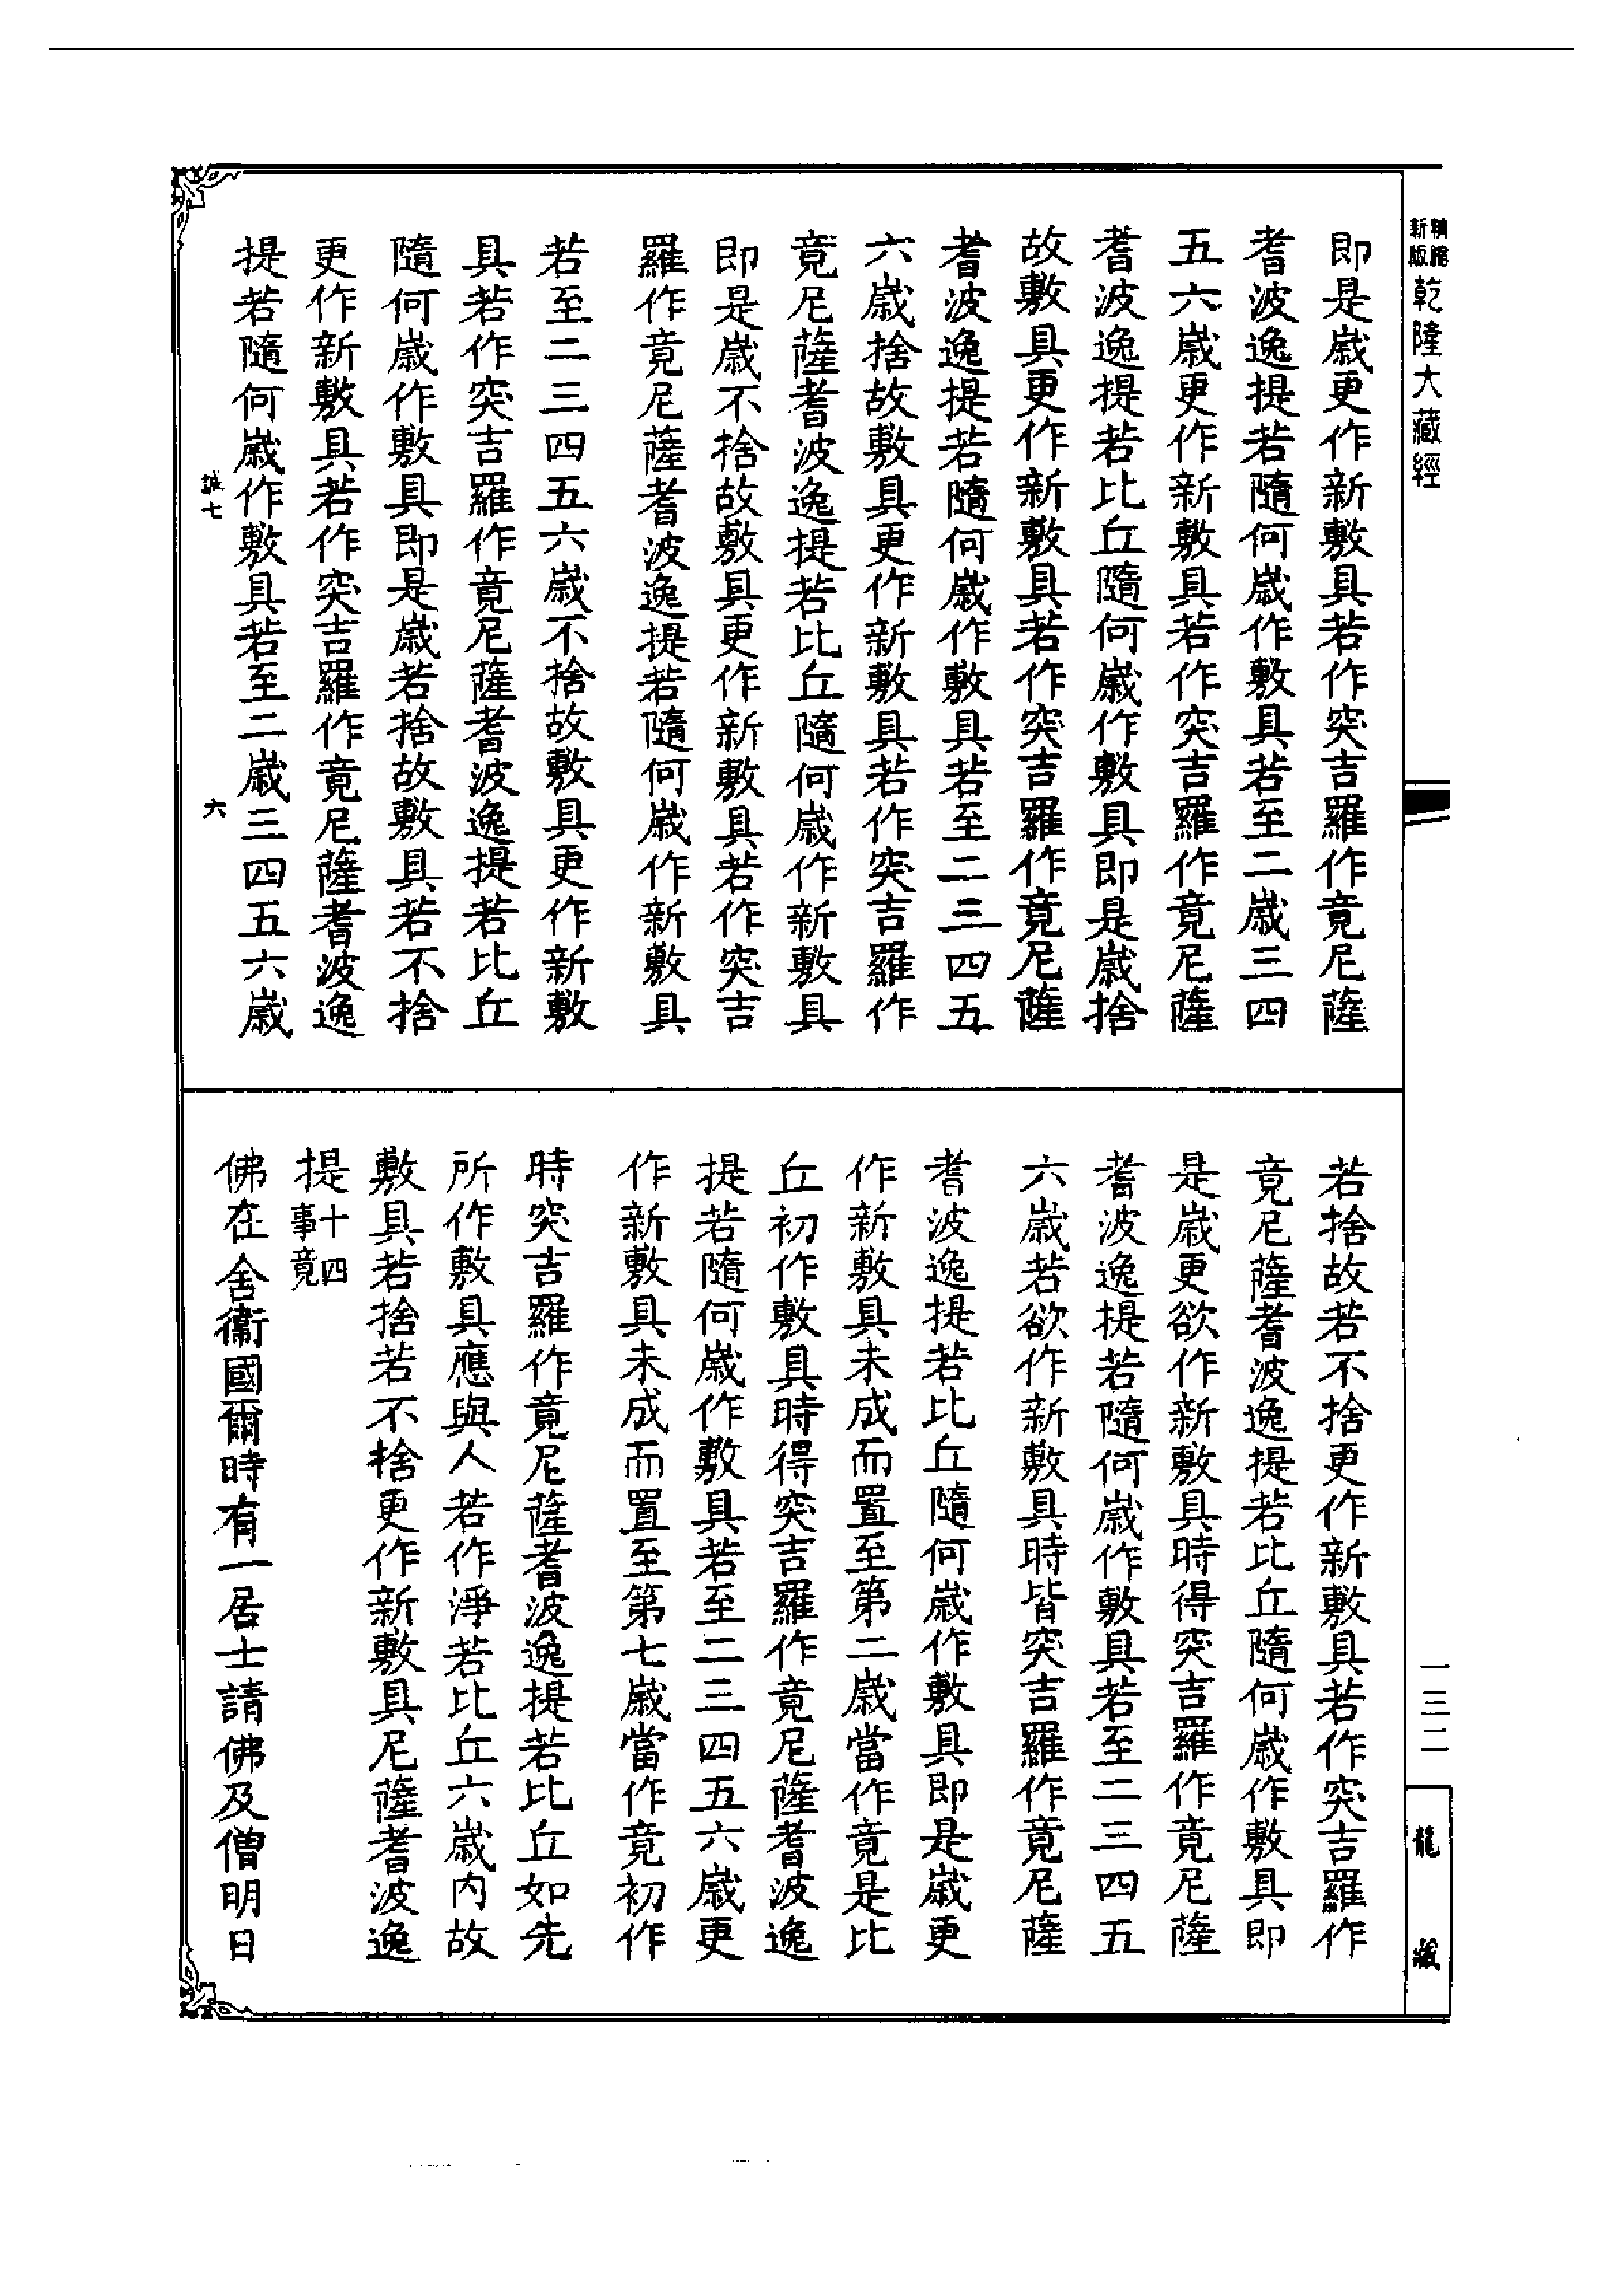 新版
精縮
乾隆大藏經
一三二
龍藏
即是歲更作新敷具若作突吉羅作竟尼薩
耆波逸提若隨何歲作敷具若至二歲三四
五六歲更作新敷具若作突吉羅作竟尼薩
耆波逸提若比丘隨何歲作敷具即是歲捨
故敷具更作新敷具若作突吉羅作竟尼薩
耆波逸提若隨何歲作敷具若至二三四五
六歲捨故敷具更作新敷具若作突吉羅作
竟尼薩耆波逸提若比丘隨何歲作新敷具
即是歲不捨故敷具更作新敷具若作突吉
羅作竟尼薩耆波逸提若隨何歲作新敷具
若至二三四五六歲不捨故敷具更作新敷
具若作突吉羅作竟尼薩耆波逸提若比丘
隨何歲作敷具即是歲若捨故敷具若不捨
更作新敷具若作突吉羅作竟尼薩耆波逸
提若隨何歲作敷具若至二歲三四五六歲
誠七
六
若捨故若不捨更作新敷具若作突吉羅作
竟尼薩耆波逸提若比丘隨何歲作敷具即
是歲更欲作新敷具時得突吉羅作竟尼薩
耆波逸提若隨何歲作敷具若至二三四五
六歲若欲作新敷具時皆突吉羅作竟尼薩
耆波逸提若比丘隨何歲作敷具即是歲更
作新敷具未成而置至第二歲當作竟是比
丘初作敷具時得突吉羅作竟尼薩耆波逸
提若隨何歲作敷具若至二三四五六歲更
作新敷具未成而置至第七歲當作竟初作
時突吉羅作竟尼薩耆波逸提若比丘如先
所作敷具應與人若作淨若比丘六歲內故
敷具若捨若不捨更作新敷具尼薩耆波逸
提十四事竟
佛在舍衞國爾時有一居士請佛及僧明日